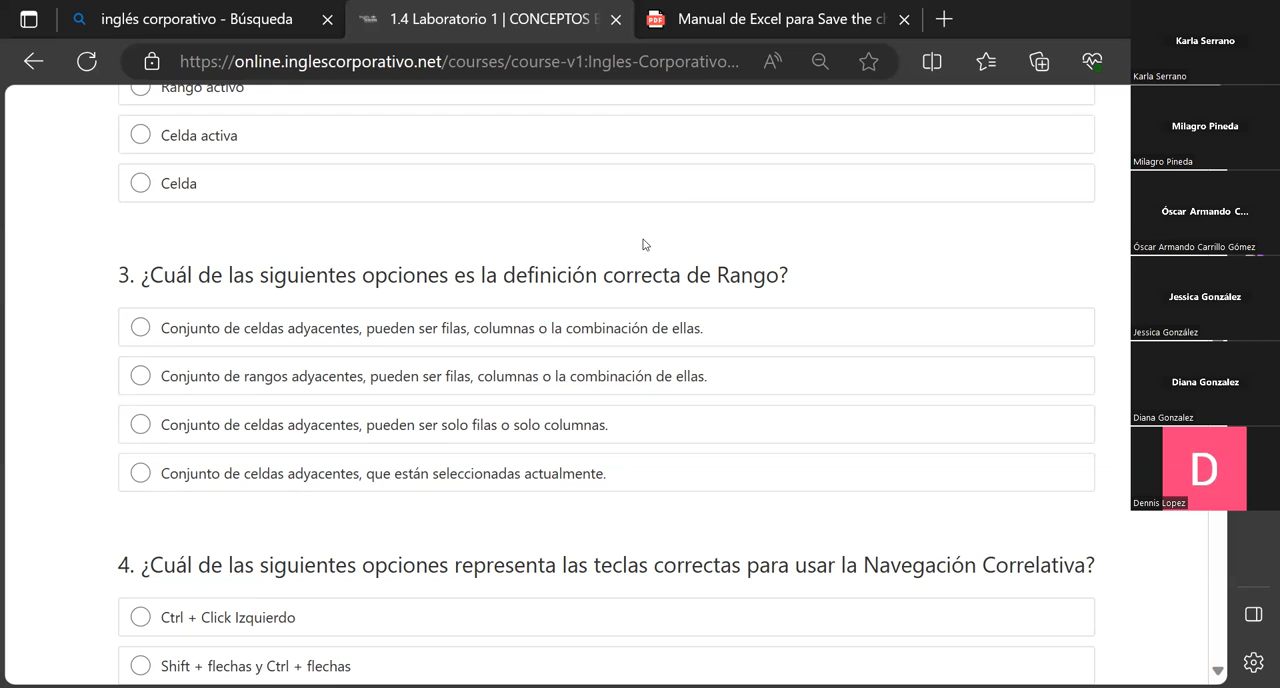 inglés corporativo - Búsqueda
1.4 Laboratorio 1 | CONCEPTOS
Manual de Excel para Save the
https://online.inglescorporativo.net/courses/course-v1:Ingles-Corporativo...
Rango activo
Celda activa
Celda
3. ¿Cuál de las siguientes opciones es la definición correcta de Rango?
Conjunto de celdas adyacentes, pueden ser filas, columnas o la combinación de ellas.
Conjunto de rangos adyacentes, pueden ser filas, columnas o la combinación de ellas.
Conjunto de celdas adyacentes, pueden ser solo filas o solo columnas.
Conjunto de celdas adyacentes, que están seleccionadas actualmente.
4. ¿Cuál de las siguientes opciones representa las teclas correctas para usar la Navegación Correlativa?
Ctrl + Click Izquierdo
Shift + flechas y Ctrl + flechas
Karla Serrano
Karla Serrano
Milagro Pineda
Milagro Pineda
Óscar Armando C...
Óscar Armando Carrillo Gómez
Jessica González
Jessica González
Diana Gonzalez
Diana Gonzalez
D
Dennis Lopez